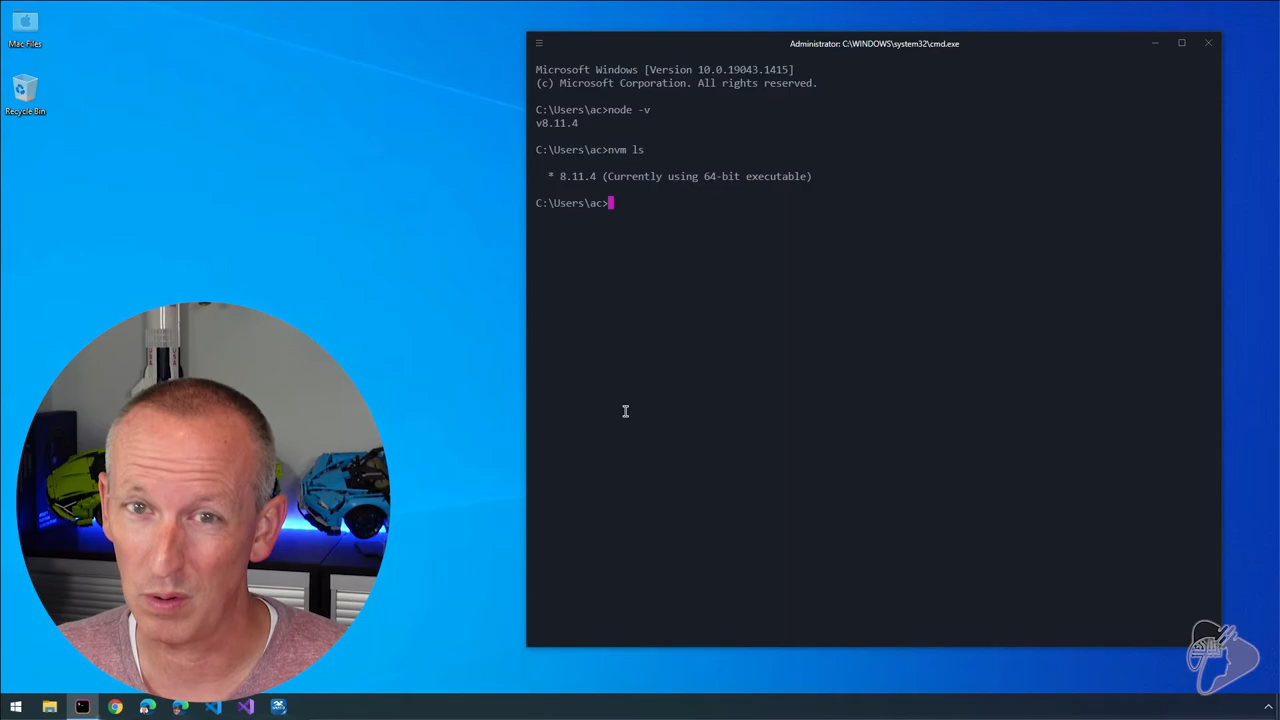 Mac Files
Recycle Bin
Administrator: C:\WINDOWS\system32\cmd.exe
Microsoft Windows [Version 10.0.19043.1415]
(c) Microsoft Corporation. All rights reserved.
C:\Users\ac>node -v
v8.11.4
C:\Users\ac>nvm ls
* 8.11.4 (Currently using 64-bit executable)
C:\Users\ac>
USA
USA